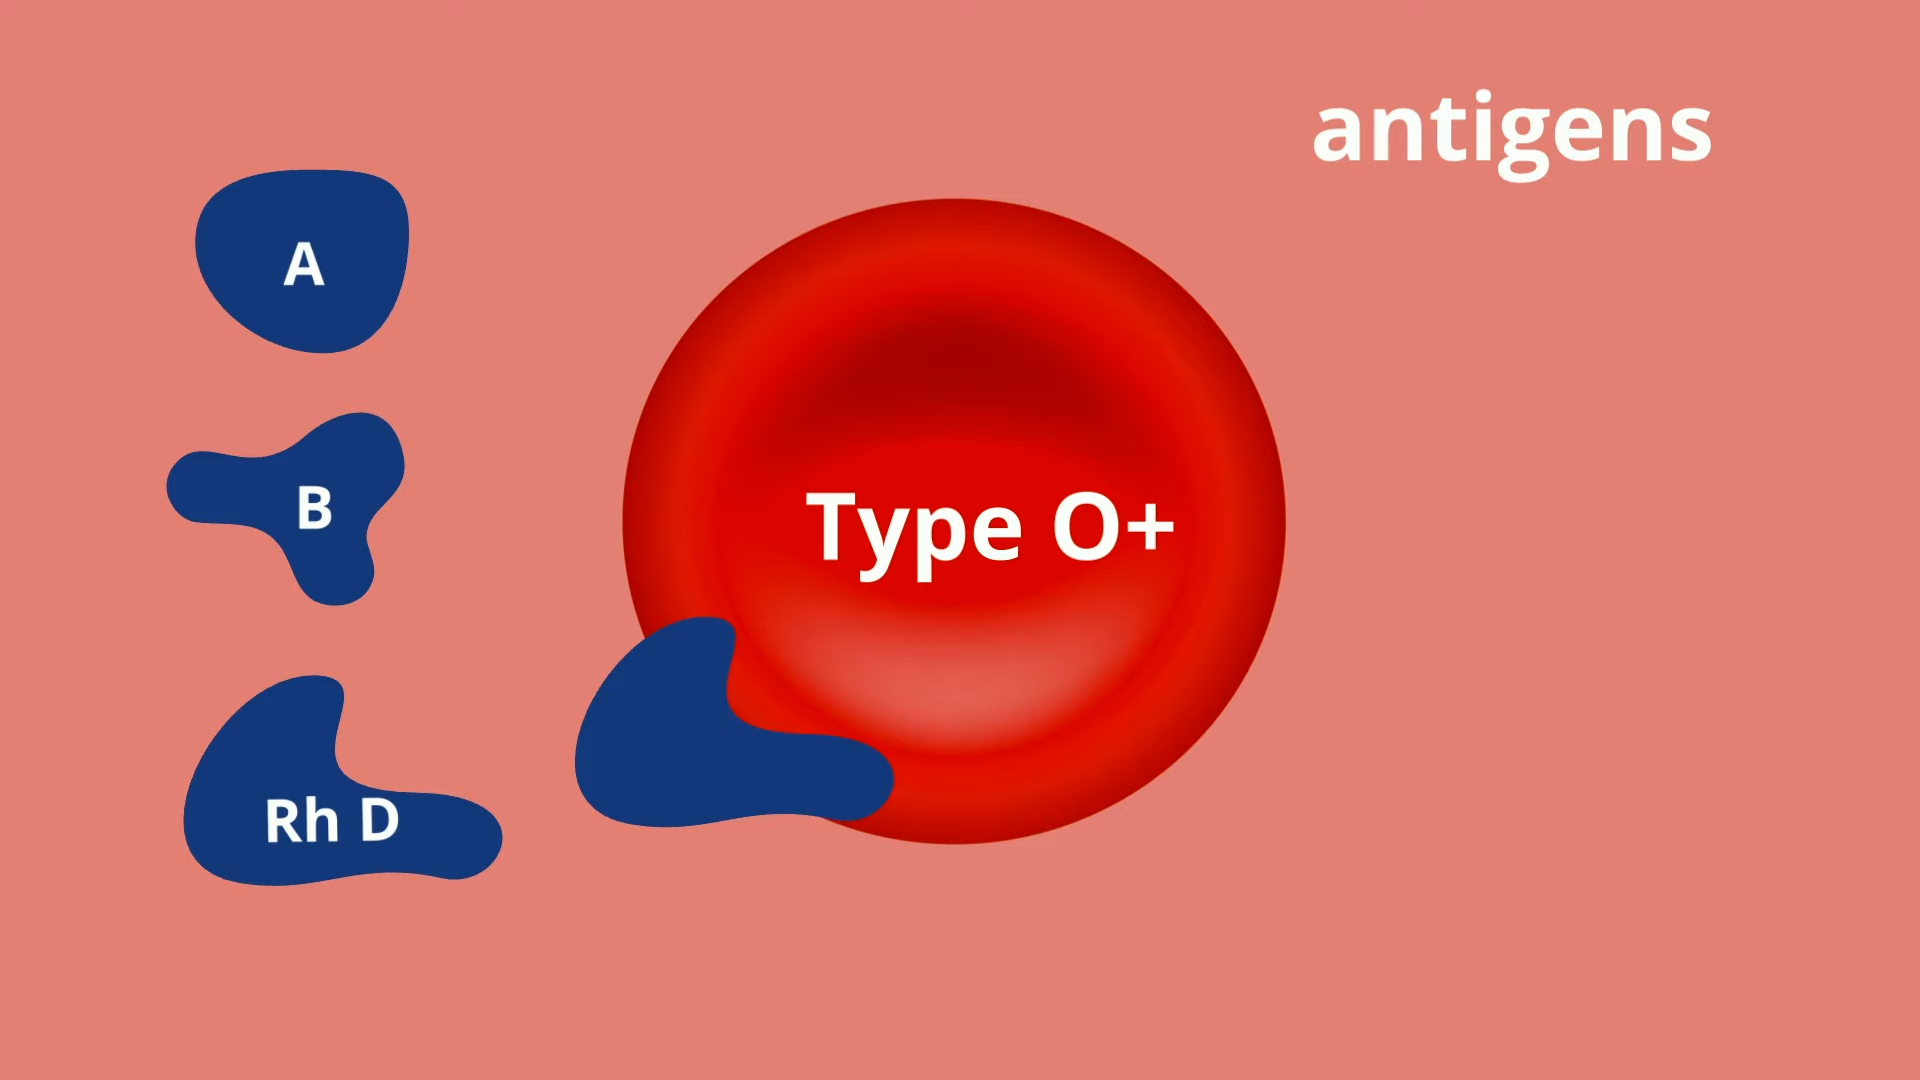 antigens
A
B
Type O+
Rh D